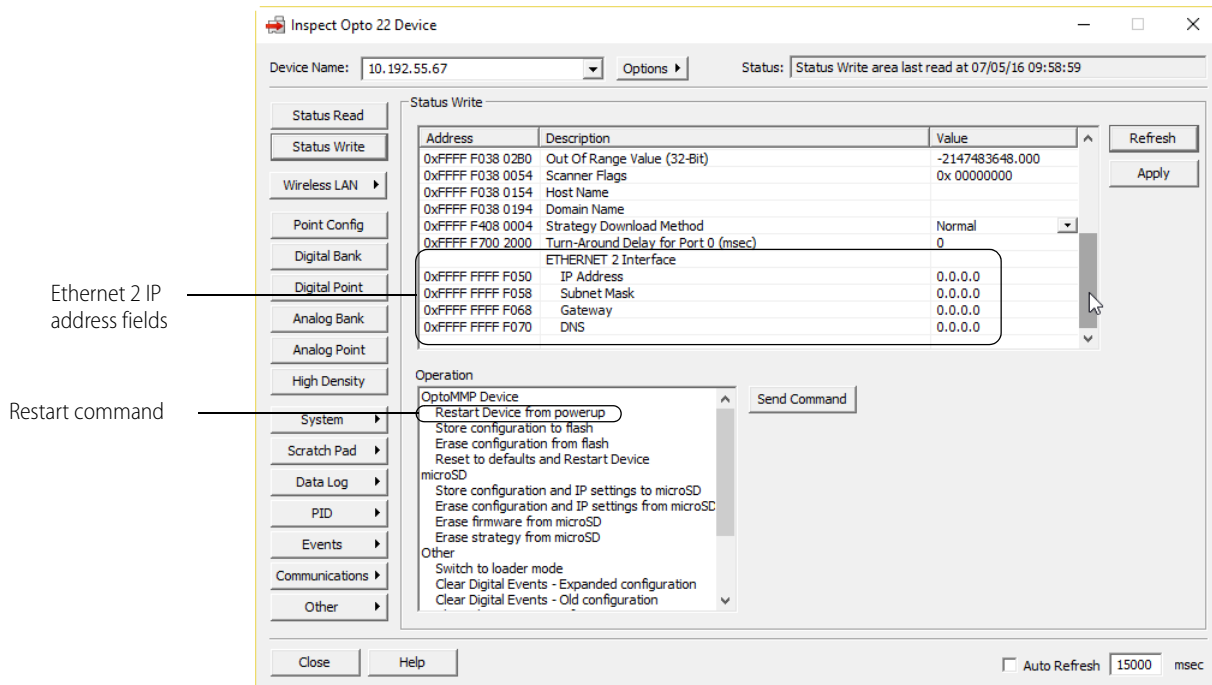 Inspect Opto 22 Device
Device Name: 10.192.55.67 Options Status: Status Write area last read at 07/05/16 09:58:59
Status Read
Status Write
Wireless LAN
Point Config
Digital Bank
Digital Point
Analog Bank
Analog Point
High Density
System
Scratch Pad
Data Log
PID
Events
Communications
Other
Status Write
Address Description Value
0xFFFF F038 02B0 Out Of Range Value (32-Bit) -2147483648.000
0xFFFF F038 0054 Scanner Flags 0x 00000000
0xFFFF F038 0154 Host Name
0xFFFF F038 0194 Domain Name
0xFFFF F408 0004 Strategy Download Method Normal
0xFFFF F700 2000 Turn-Around Delay for Port 0 (msec) 0
ETHERNET 2 Interface
0xFFFF FFFF F050 IP Address 0.0.0.0
0xFFFF FFFF F058 Subnet Mask 0.0.0.0
0xFFFF FFFF F068 Gateway 0.0.0.0
0xFFFF FFFF F070 DNS 0.0.0.0
Refresh
Apply
Ethernet 2 IP
address fields
Operation
OptoMMP Device
Restart Device from powerup
Store configuration to flash
Erase configuration from flash
Reset to defaults and Restart Device
microSD
Store configuration and IP settings to microSD
Erase configuration and IP settings from microSD
Erase firmware from microSD
Erase strategy from microSD
Other
Switch to loader mode
Clear Digital Events - Expanded configuration
Clear Digital Events - Old configuration
Send Command
Restart command
Close Help Auto Refresh 15000 msec